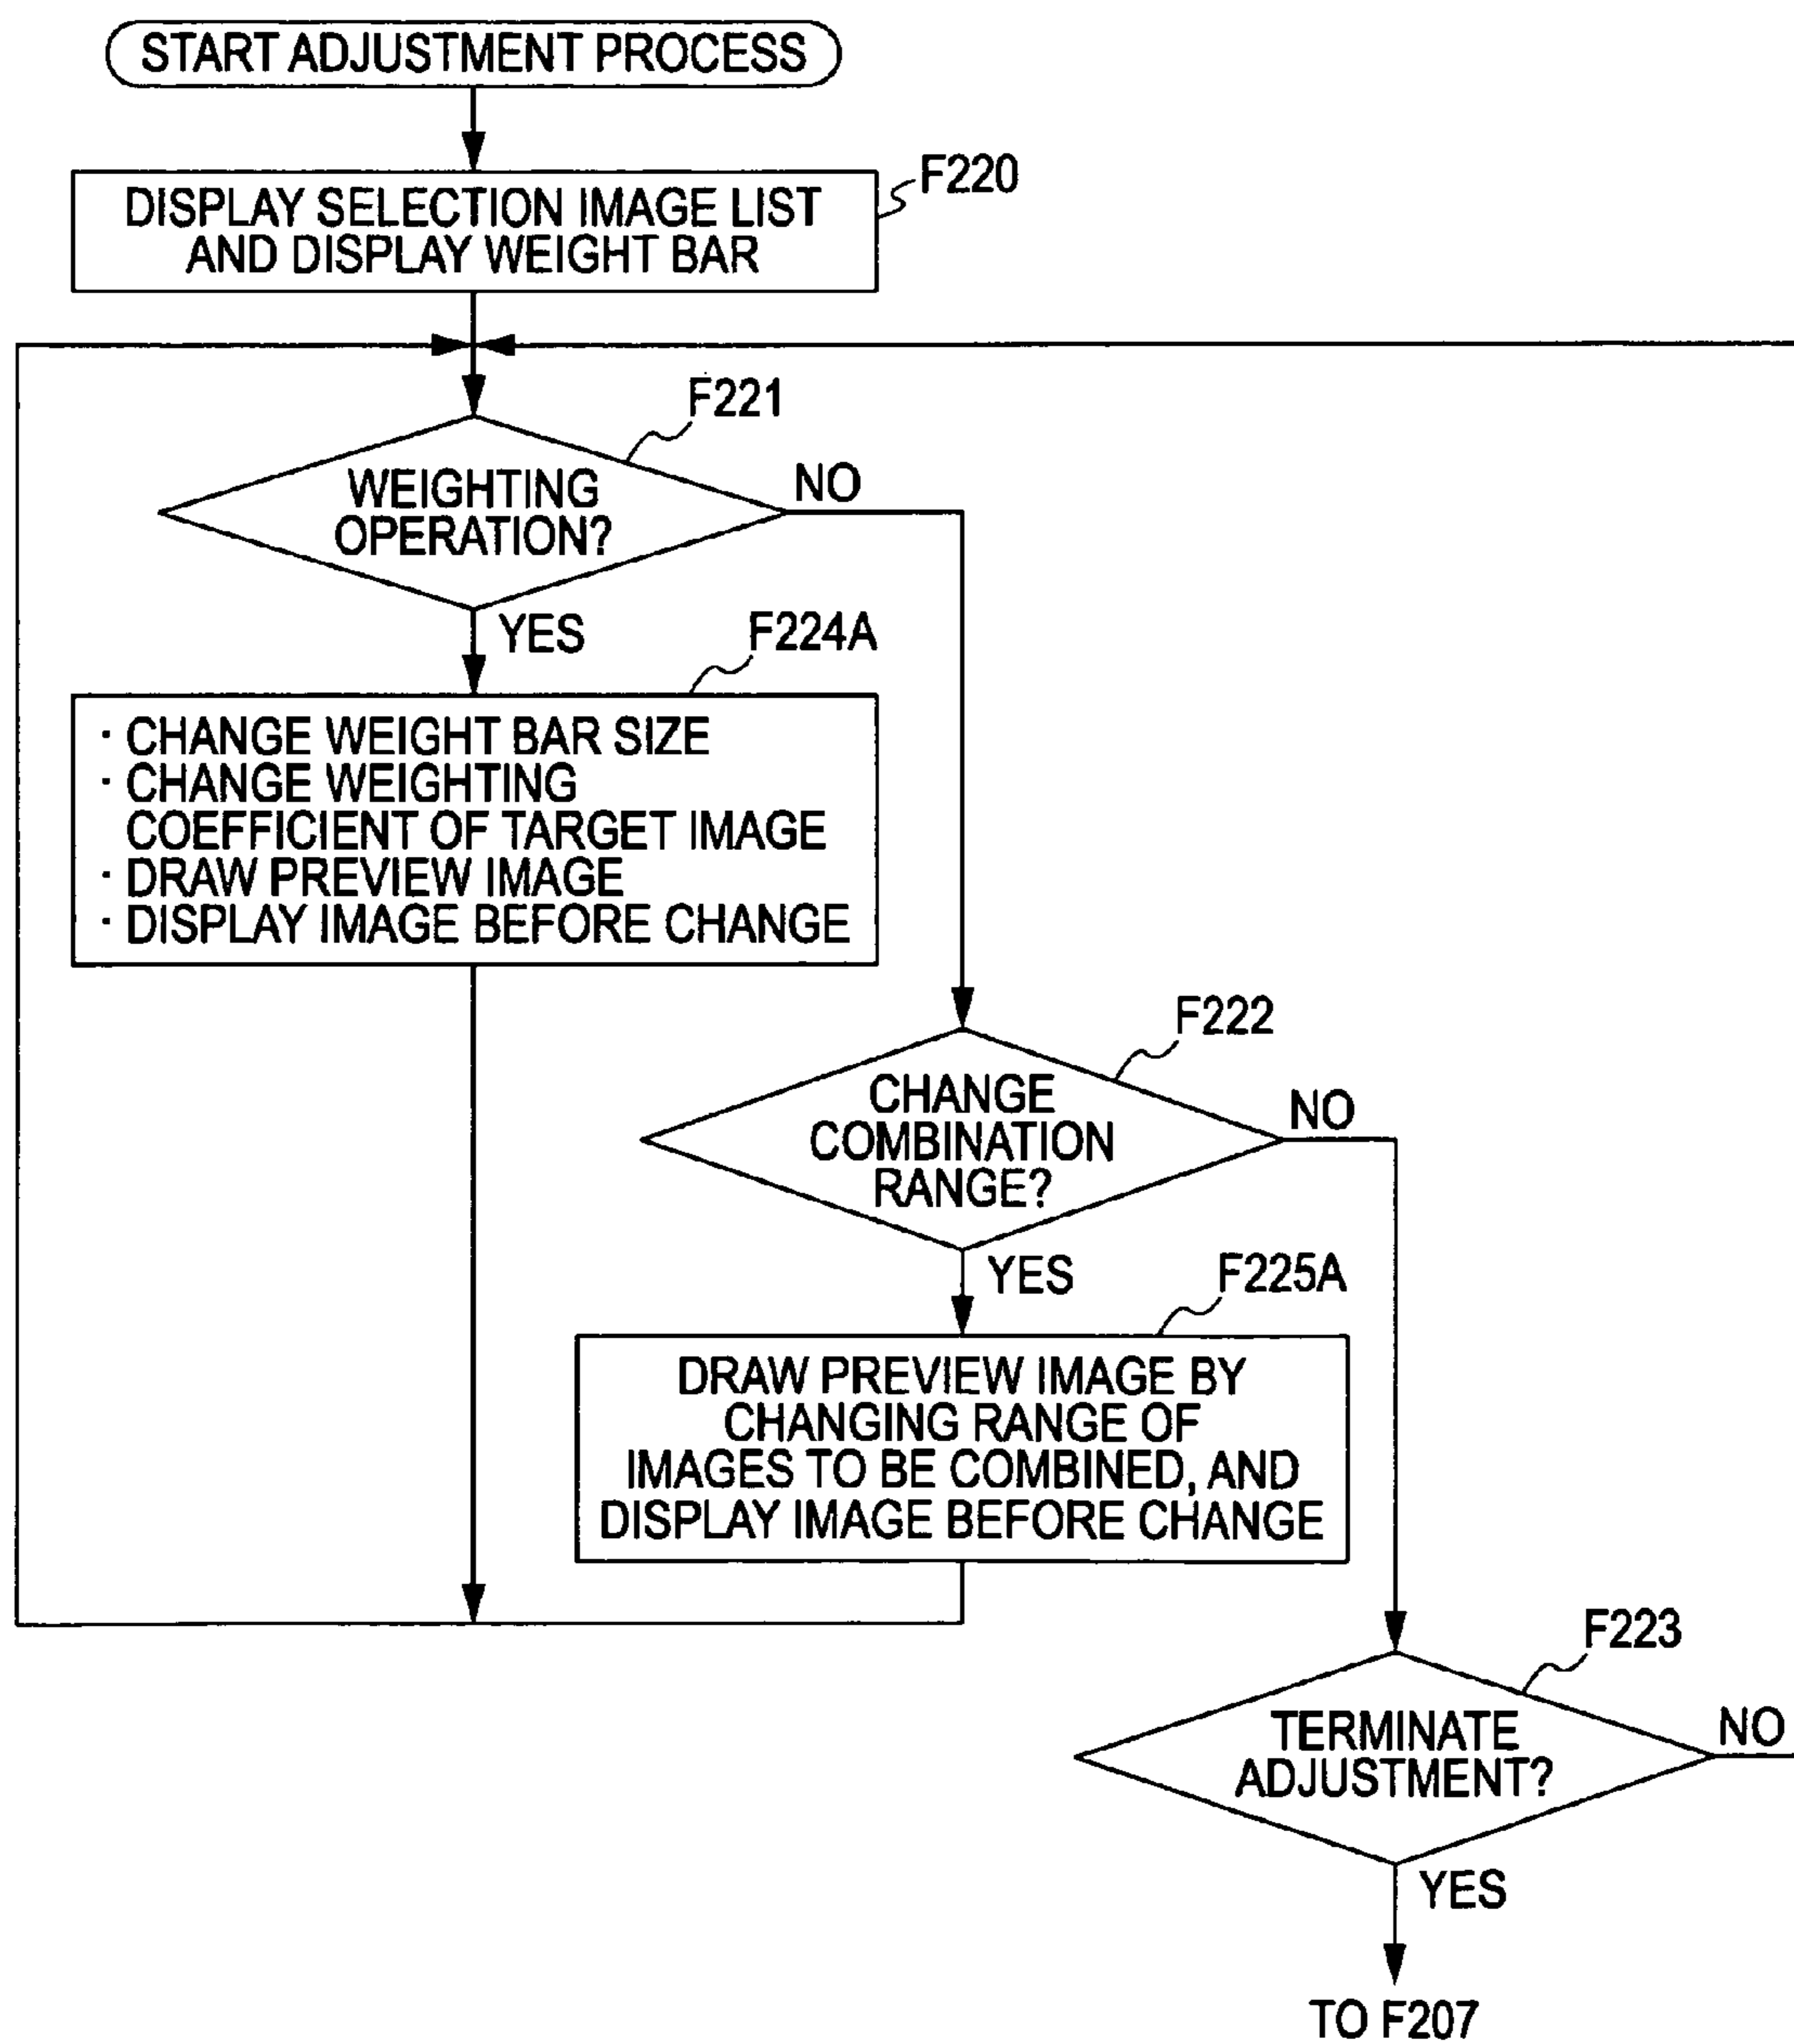 START ADJUSTMENT PROCESS
F220
DISPLAY SELECTION IMAGE LIST
AND DISPLAY WEIGHT BAR
F221
WEIGHTING
OPERATION?
NO
YES
F224A
· CHANGE WEIGHT BAR SIZE
· CHANGE WEIGHTING
COEFFICIENT OF TARGET IMAGE
· DRAW PREVIEW IMAGE
· DISPLAY IMAGE BEFORE CHANGE
F222
CHANGE
COMBINATION
RANGE?
NO
YES
F225A
DRAW PREVIEW IMAGE BY
CHANGING RANGE OF
IMAGES TO BE COMBINED, AND
DISPLAY IMAGE BEFORE CHANGE
F223
TERMINATE
ADJUSTMENT?
NO
YES
TO F207